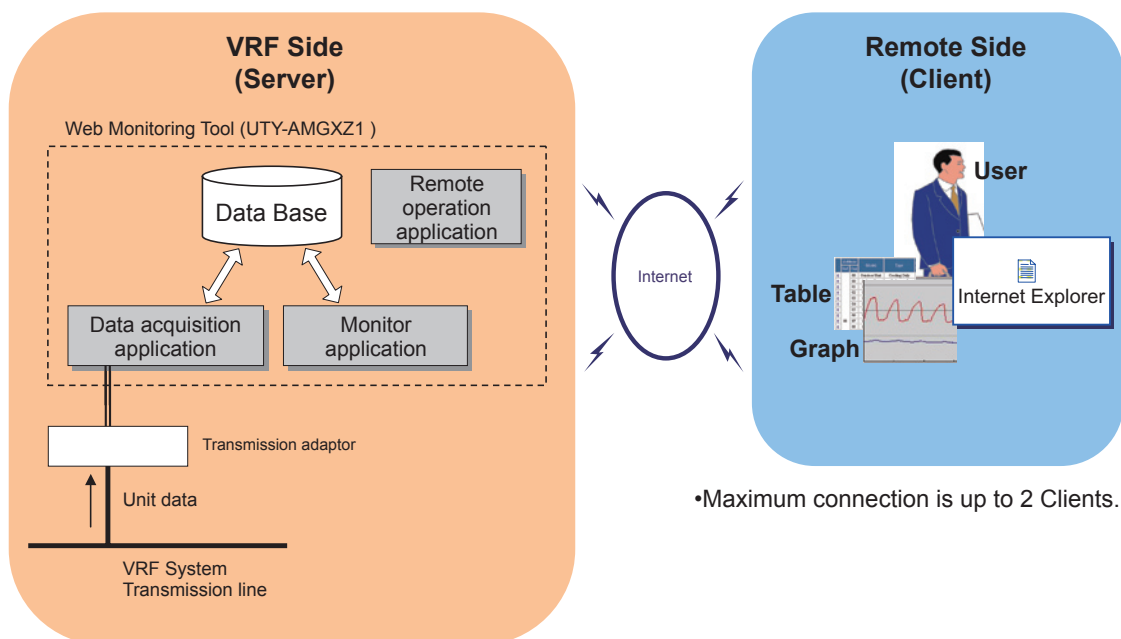 VRF Side
(Server)
Web Monitoring Tool (UTY-AMGXZ1 )
Data Base
Remote
operation
application
Data acquisition
application
Monitor
application
Transmission adaptor
Unit data
VRF System
Transmission line
Internet
Remote Side
(Client)
User
Internet Explorer
Table
Graph
•Maximum connection is up to 2 Clients.